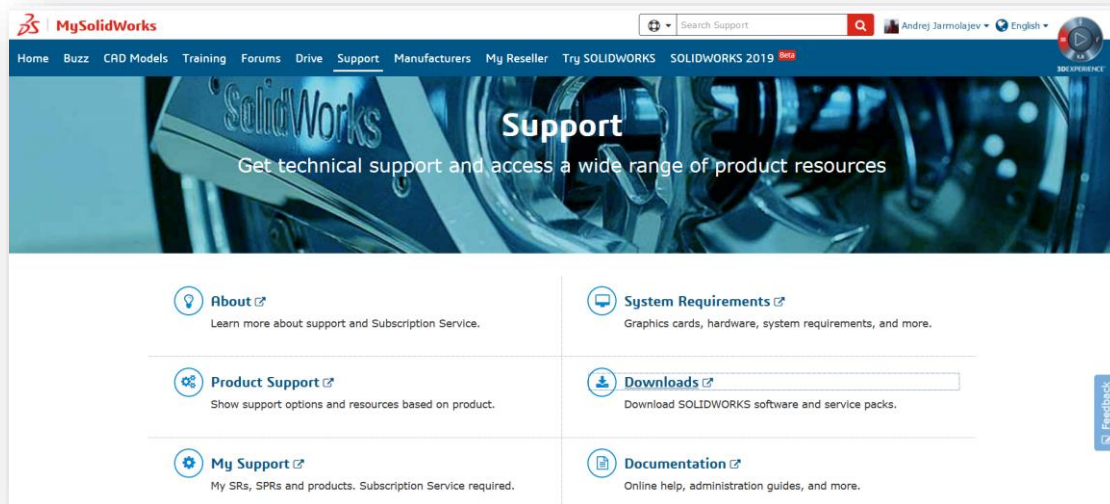 MySolidWorks
Search Support
Andrej Jarmolajev
English
Home Buzz CAD Models Training Forums Drive Support Manufacturers My Reseller Try SOLIDWORKS SOLIDWORKS 2019 Beta
3DEXPERIENCE
SolidWorks
Support
Get technical support and access a wide range of product resources
About
Learn more about support and Subscription Service.
System Requirements
Graphics cards, hardware, system requirements, and more.
Product Support
Show support options and resources based on product.
Downloads
Download SOLIDWORKS software and service packs.
Feedback
My Support
My SRs, SPRs and products. Subscription Service required.
Documentation
Online help, administration guides, and more.